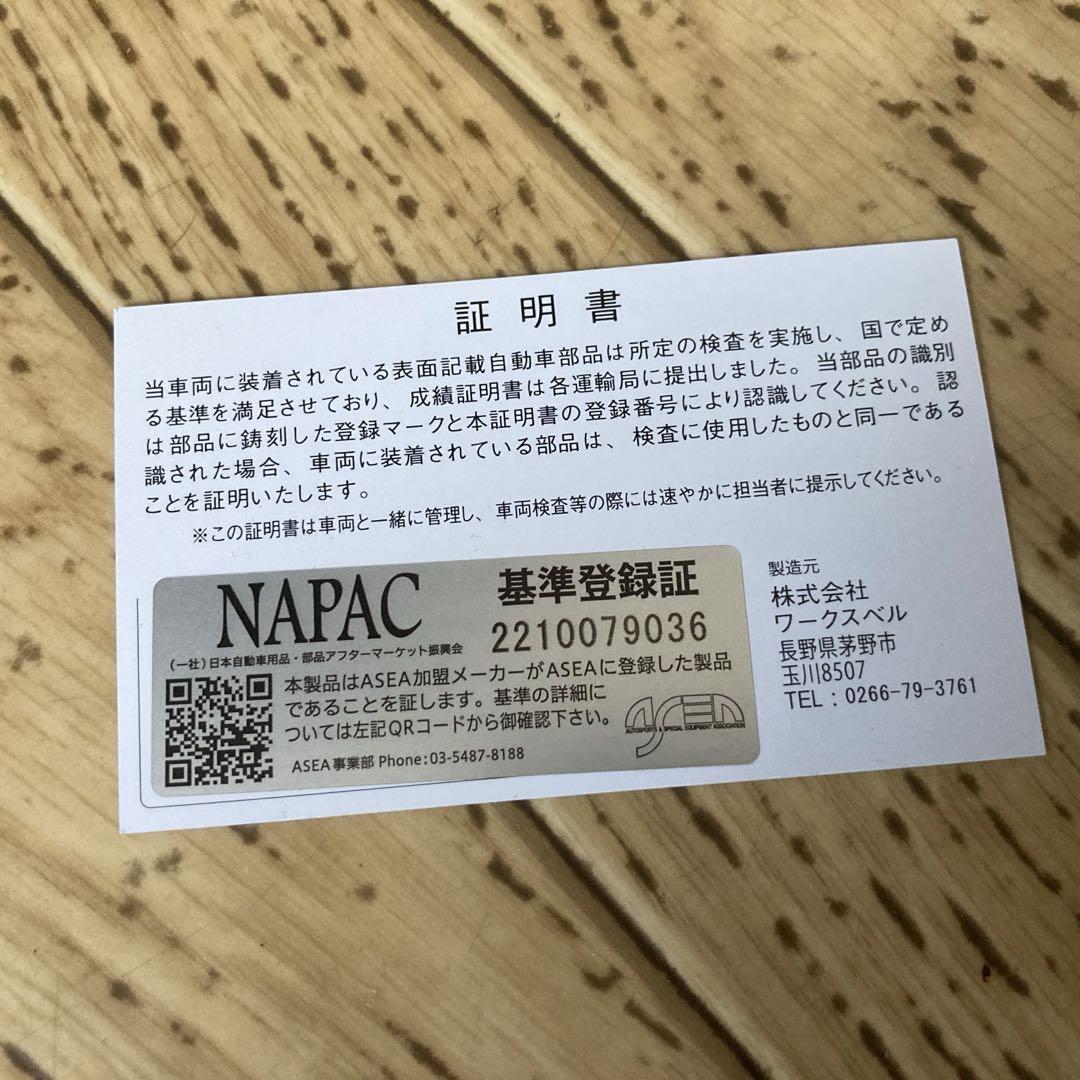 証明書
当車両に装着されている表面記載自動車部品は所定の検査を実施し、国で定め
る基準を満足させており、成績証明書は各運輸局に提出しました。当部品の識別
は部品に鋳刻した登録マークと本証明書の登録番号により認識してください。認
識された場合、車両に装着されている部品は、検査に使用したものと同一である
ことを証明いたします。
※この証明書は車両と一緒に管理し、車両検査等の際には速やかに担当者に提示してください。
NAPAC
(一社)日本自動車用品・部品アフターマーケット振興会
基準登録証
2210079036
本製品はASEA加盟メーカーがASEAに登録した製品
であることを証します。基準の詳細に
ついては左記QRコードから御確認下さい。
ASEA事業部 Phone:03-5487-8188
ASEA
AUTOSPORTS & SPECIAL EQUIPMENT ASSOCIATION
製造元
株式会社
ワークスベル
長野県茅野市
玉川8507
TEL:0266-79-3761